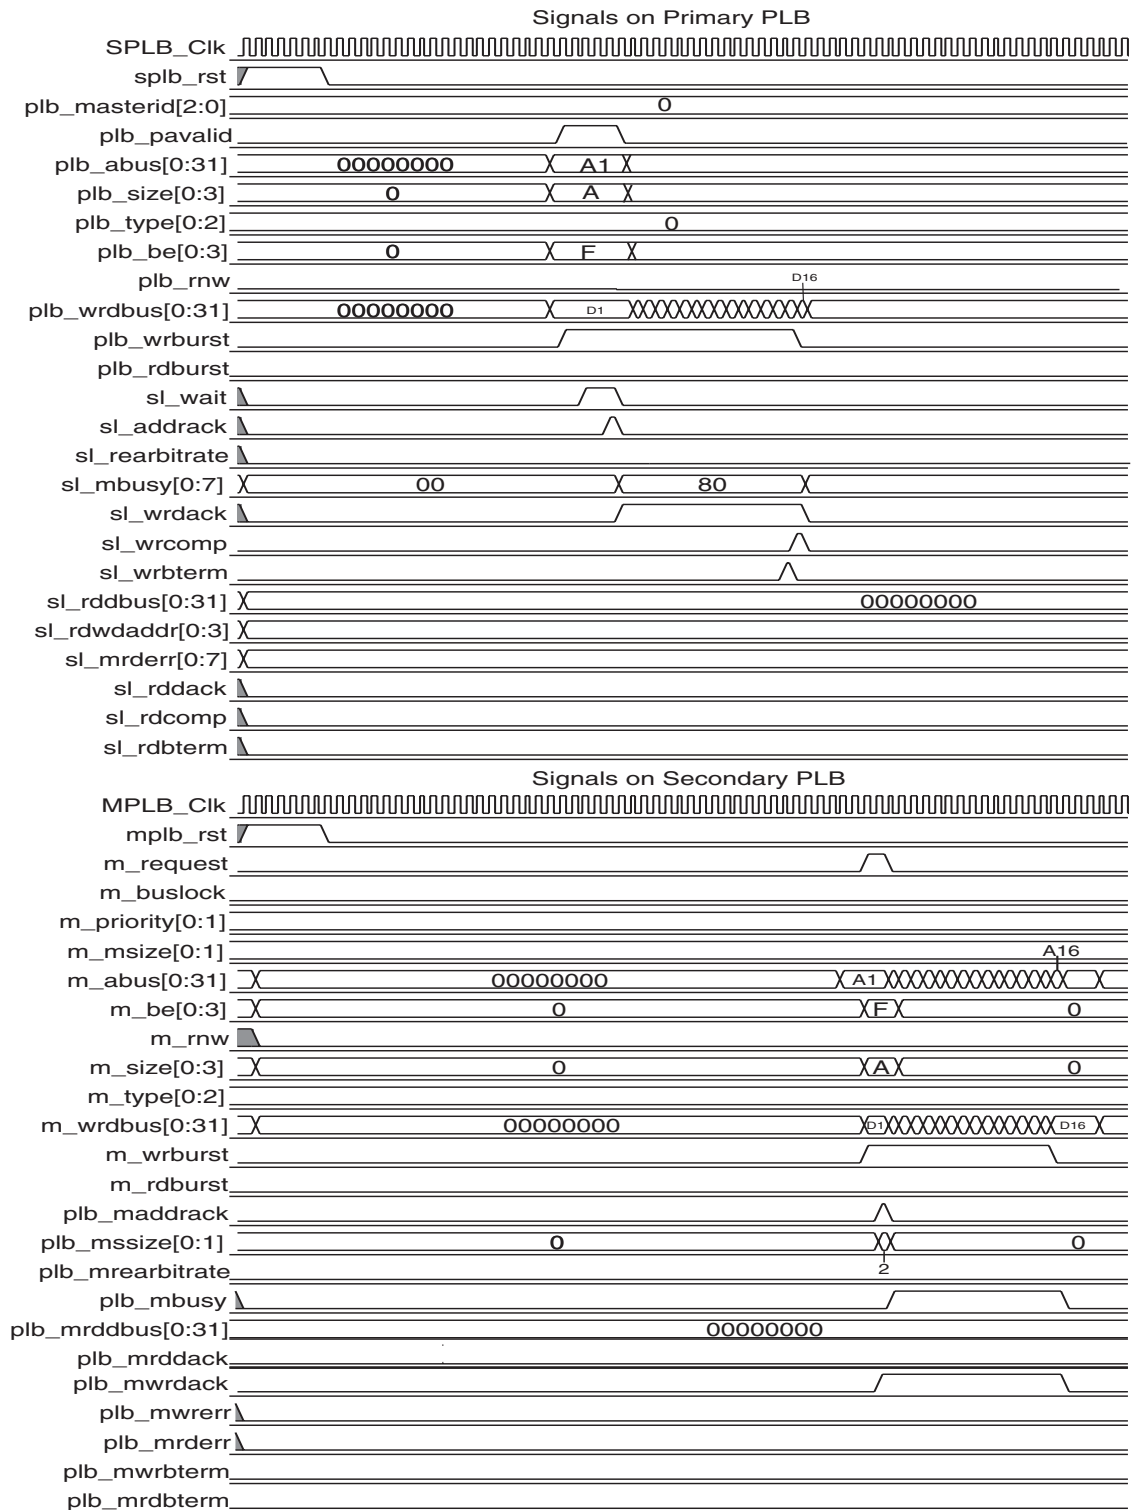 Signals on Primary PLB
SPLB_Clk
splb_rst
plb_masterid[2:0] 0
plb_pavalid
plb_abus[0:31] 00000000 A1
plb_size[0:3] 0 A
plb_type[0:2] 0
plb_be[0:3] 0 F
plb_rnw
D16
plb_wrdbus[0:31] 00000000 D1
plb_wrburst
plb_rdburst
sl_wait
sl_addrack
sl_rearbitrate
sl_mbusy[0:7] 00 80
sl_wrdack
sl_wrcomp
sl_wrbterm
sl_rddbus[0:31] 00000000
sl_rdwdaddr[0:3]
sl_mrderr[0:7]
sl_rddack
sl_rdcomp
sl_rdbterm
Signals on Secondary PLB
MPLB_Clk
mplb_rst
m_request
m_buslock
m_priority[0:1]
m_msize[0:1]
A16
m_abus[0:31] 00000000 A1
m_be[0:3] 0 F 0
m_rnw
m_size[0:3] 0 A 0
m_type[0:2]
m_wrdbus[0:31] 00000000 D1 D16
m_wrburst
m_rdburst
plb_maddrack
plb_mssize[0:1] 0 0
plb_mrearbitrate 2
plb_mbusy
plb_mrddbus[0:31] 00000000
plb_mrddack
plb_mwrdack
plb_mwrerr
plb_mrderr
plb_mwrbterm
plb_mrdbterm